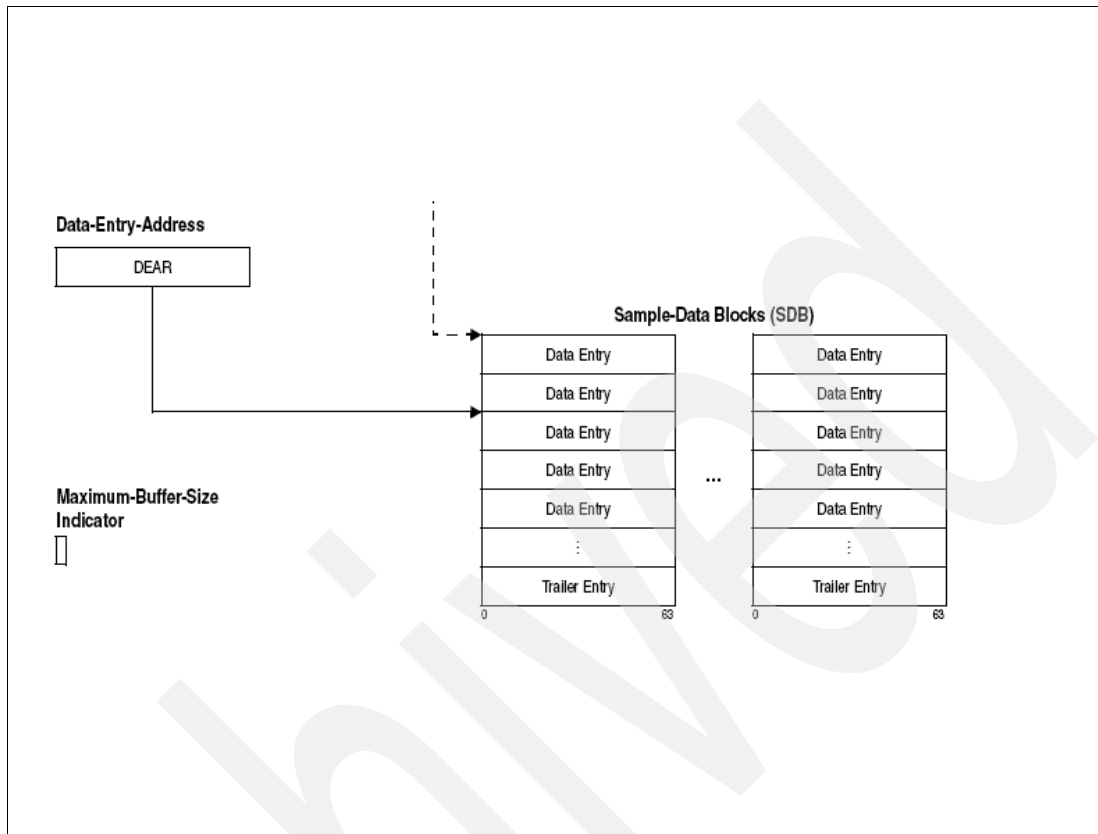 Data-Entry-Address
DEAR
Sample-Data Blocks (SDB)
Data Entry
Data Entry
Data Entry
Data Entry
Data Entry
⋮
Trailer Entry
0 63
...
Data Entry
Data Entry
Data Entry
Data Entry
Data Entry
⋮
Trailer Entry
0 63
Maximum-Buffer-Size
Indicator
hived